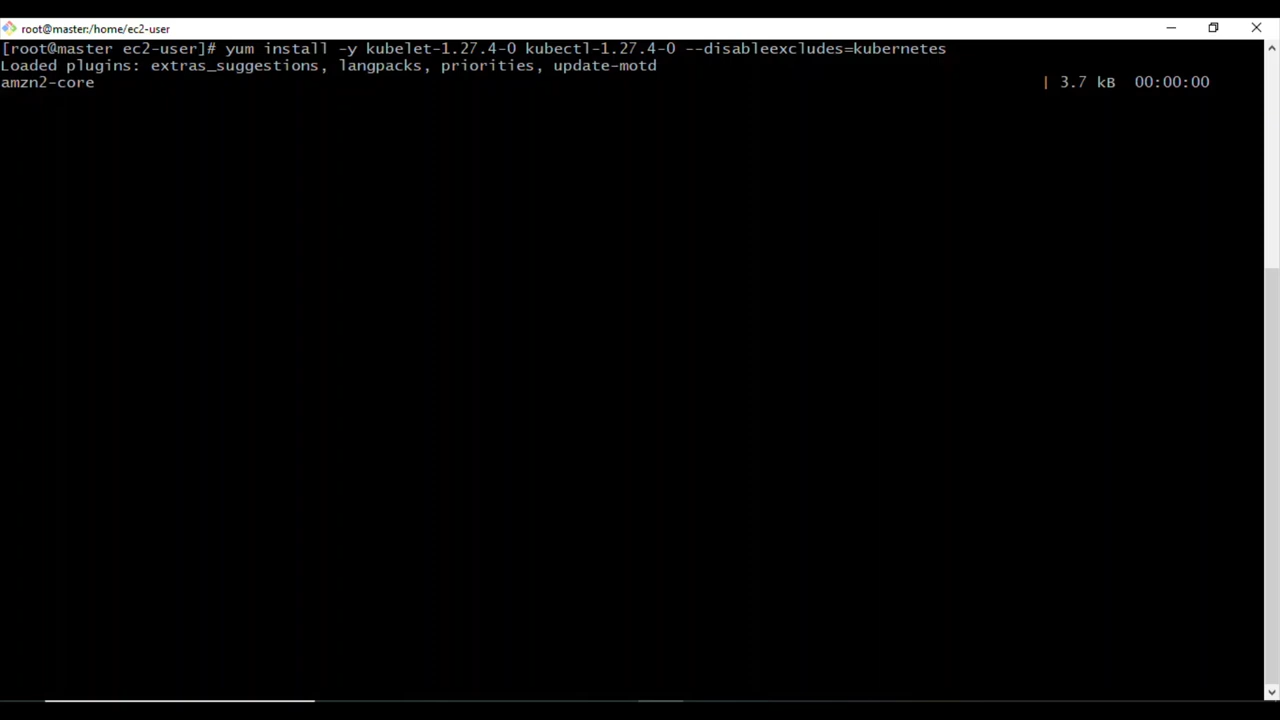 root@master:/home/ec2-user
[root@master ec2-user]# yum install -y kubelet-1.27.4-0 kubectl-1.27.4-0 --disableexcludes=kubernetes
Loaded plugins: extras_suggestions, langpacks, priorities, update-motd
amzn2-core | 3.7 kB 00:00:00